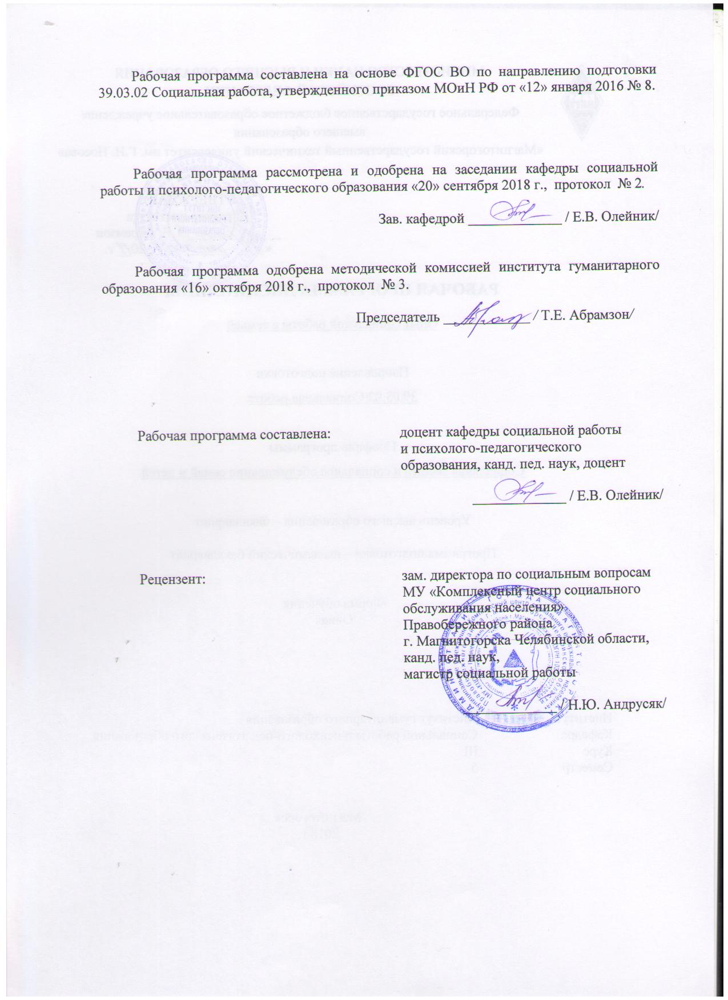 Рабочая программа составлена на основе ФГОС ВО по направлению подготовки
39.03.02 Социальная работа, утвержденного приказом МОиН РФ от «12» января 2016 № 8.
Рабочая программа рассмотрена и одобрена на заседании кафедры социальной
работы и психолого-педагогического образования «20» сентября 2018 г., протокол № 2.
Зав. кафедрой _____________ / Е.В. Олейник/
Рабочая программа одобрена методической комиссией института гуманитарного
образования «16» октября 2018 г., протокол № 3.
Председатель ____________ / Т.Е. Абрамзон/
Рабочая программа составлена:
доцент кафедры социальной работы
и психолого-педагогического
образования, канд. пед. наук, доцент
_____________ / Е.В. Олейник/
Рецензент:
зам. директора по социальным вопросам
МУ «Комплексный центр социального
обслуживания населения»
Правобережного района
г. Магнитогорска Челябинской области,
канд. пед. наук,
магистр социальной работы
_____________ / Н.Ю. Андрусяк/